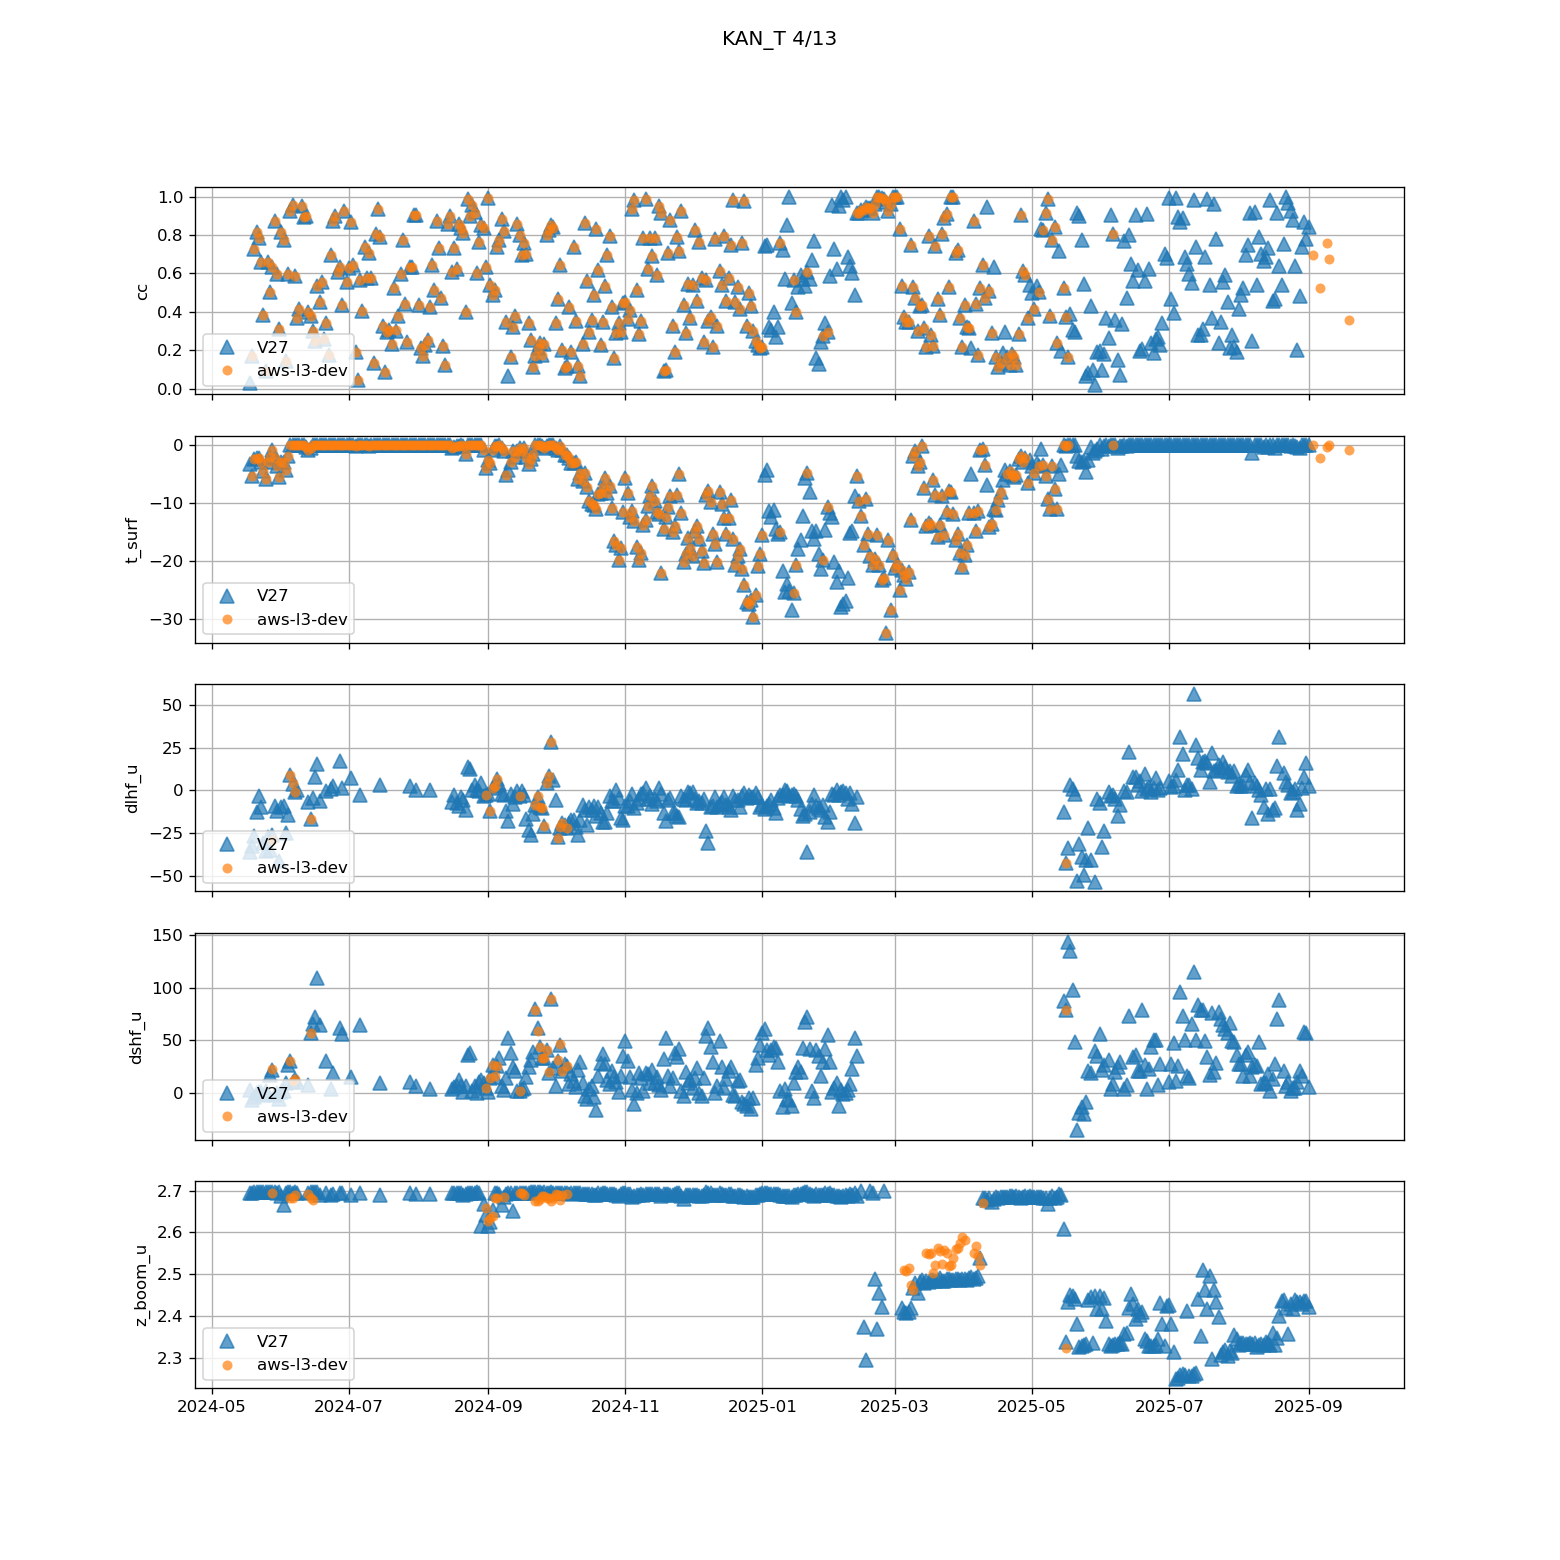 KAN_T 4/13
cc
1.0
0.8
0.6
0.4
0.2
0.0
V27
aws-l3-dev
t_surf
0
−10
−20
−30
V27
aws-l3-dev
dlhf_u
50
25
0
−25
−50
V27
aws-l3-dev
dshf_u
150
100
50
0
V27
aws-l3-dev
z_boom_u
2.7
2.6
2.5
2.4
2.3
V27
aws-l3-dev
2024-05 2024-07 2024-09 2024-11 2025-01 2025-03 2025-05 2025-07 2025-09